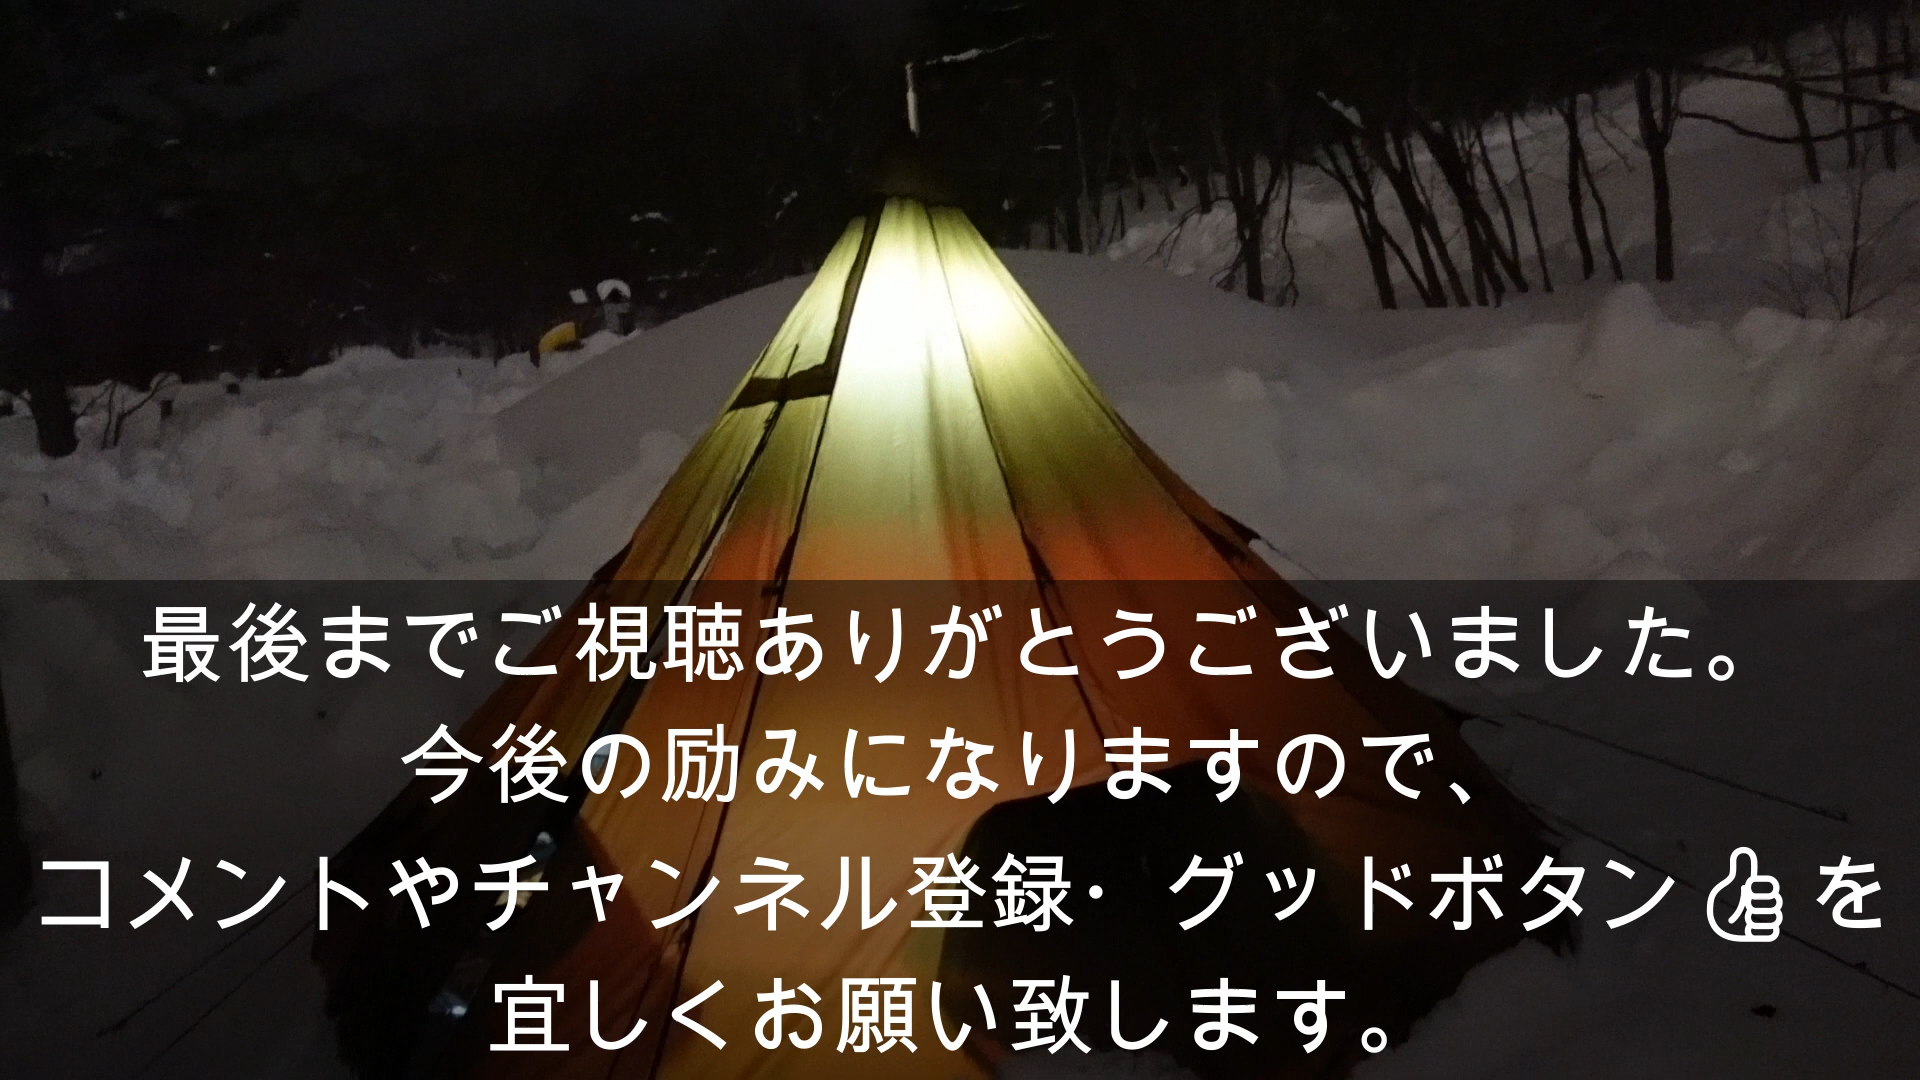 最後までご視聴ありがとうございました。
今後の励みになりますので、
コメントやチャンネル登録・グッドボタン👍を
宜しくお願い致します。